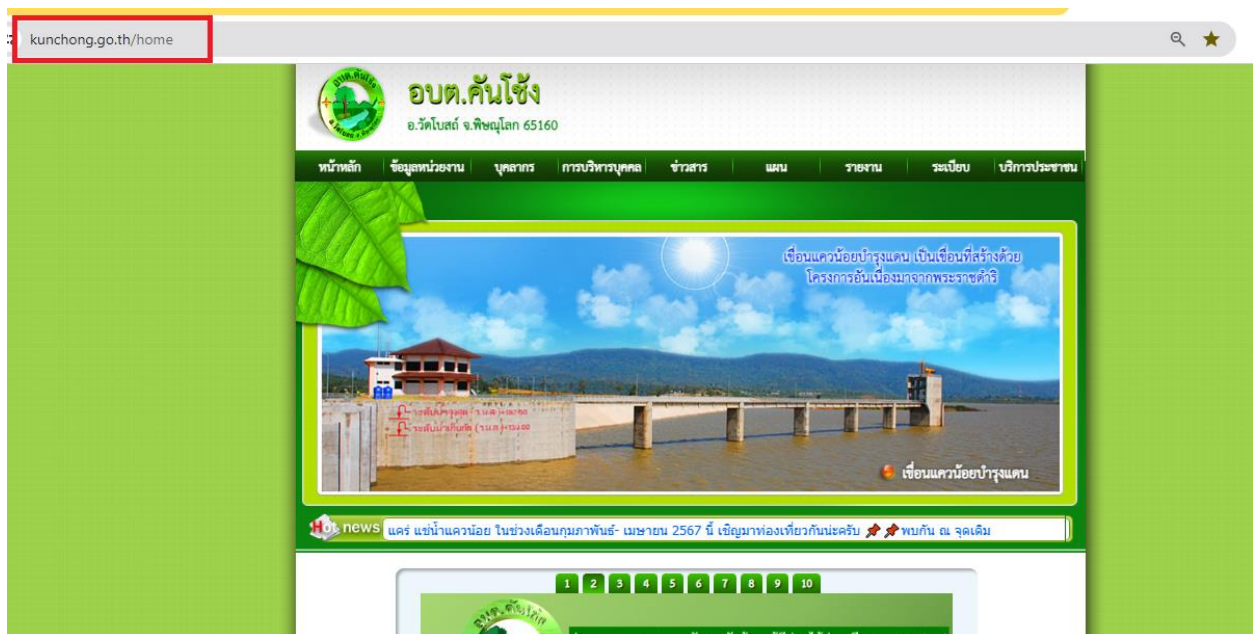 kunchong.go.th/home
อบต.คันโช้ง
อ.วัดโบสถ์ จ.พิษณุโลก 65160
หน้าหลัก ข้อมูลหน่วยงาน บุคลากร การบริหารบุคคล ข่าวสาร แผน รายงาน ระเบียบ บริการประชาชน
เขื่อนแควน้อยบำรุงแดน เป็นเขื่อนที่สร้างด้วย
โครงการอันเนื่องมาจากพระราชดำริ
เขื่อนแควน้อยบำรุงแดน
Hot news แคร่ แช่น้ำแควน้อย ในช่วงเดือนกุมภาพันธ์- เมษายน 2567 นี้ เชิญมาท่องเที่ยวกันน่ะครับ 📌 📌 พบกัน ณ จุดเดิม
1 2 3 4 5 6 7 8 9 10